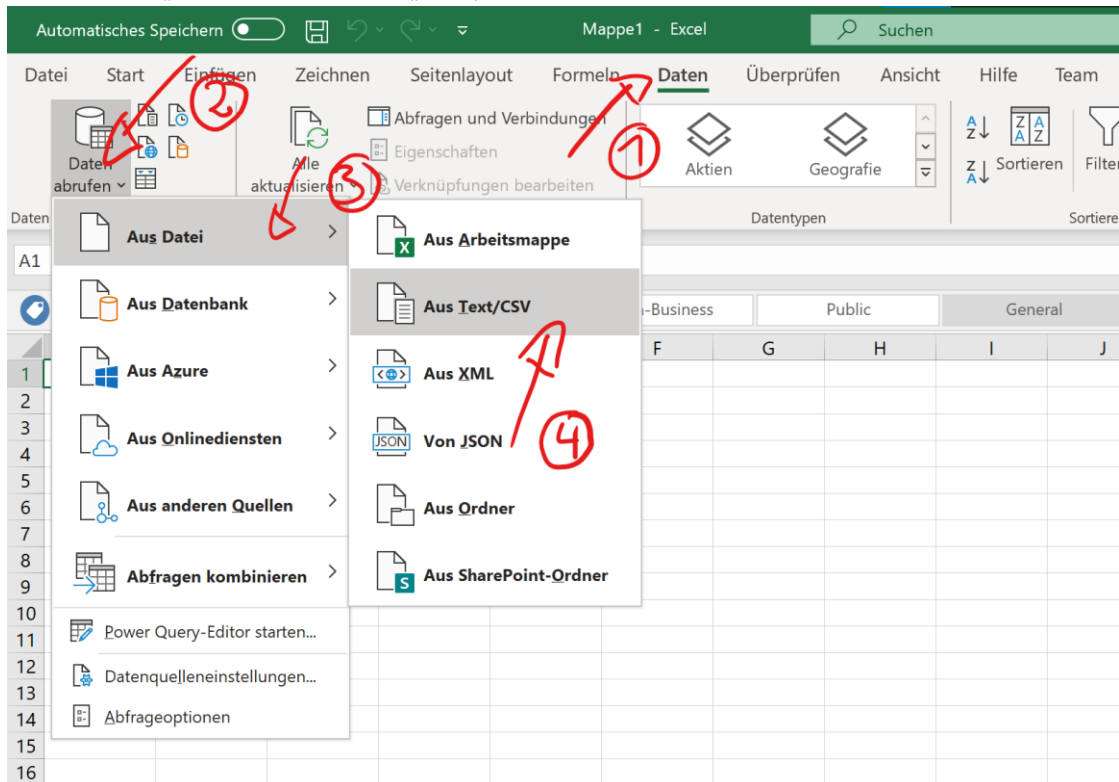 Automatisches Speichern
Mappe1 - Excel
Suchen
Datei Start Einfügen Zeichnen Seitenlayout Formeln Daten Überprüfen Ansicht Hilfe Team
2
1
3
4
Daten abrufen
Alle aktualisieren
Abfragen und Verbindungen
Eigenschaften
Verknüpfungen bearbeiten
Aktien
Geografie
Sortieren
Filter
Daten
Datentypen
Sortiere
A1
-Business
Public
General
F G H I J
1
2
3
4
5
6
7
8
9
10
11
12
13
14
15
16
Aus Datei
Aus Datenbank
Aus Azure
Aus Onlinediensten
Aus anderen Quellen
Abfragen kombinieren
Power Query-Editor starten...
Datenquelleneinstellungen...
Abfrageoptionen
Aus Arbeitsmappe
Aus Text/CSV
Aus XML
JSON
Von JSON
Aus Ordner
Aus SharePoint-Ordner